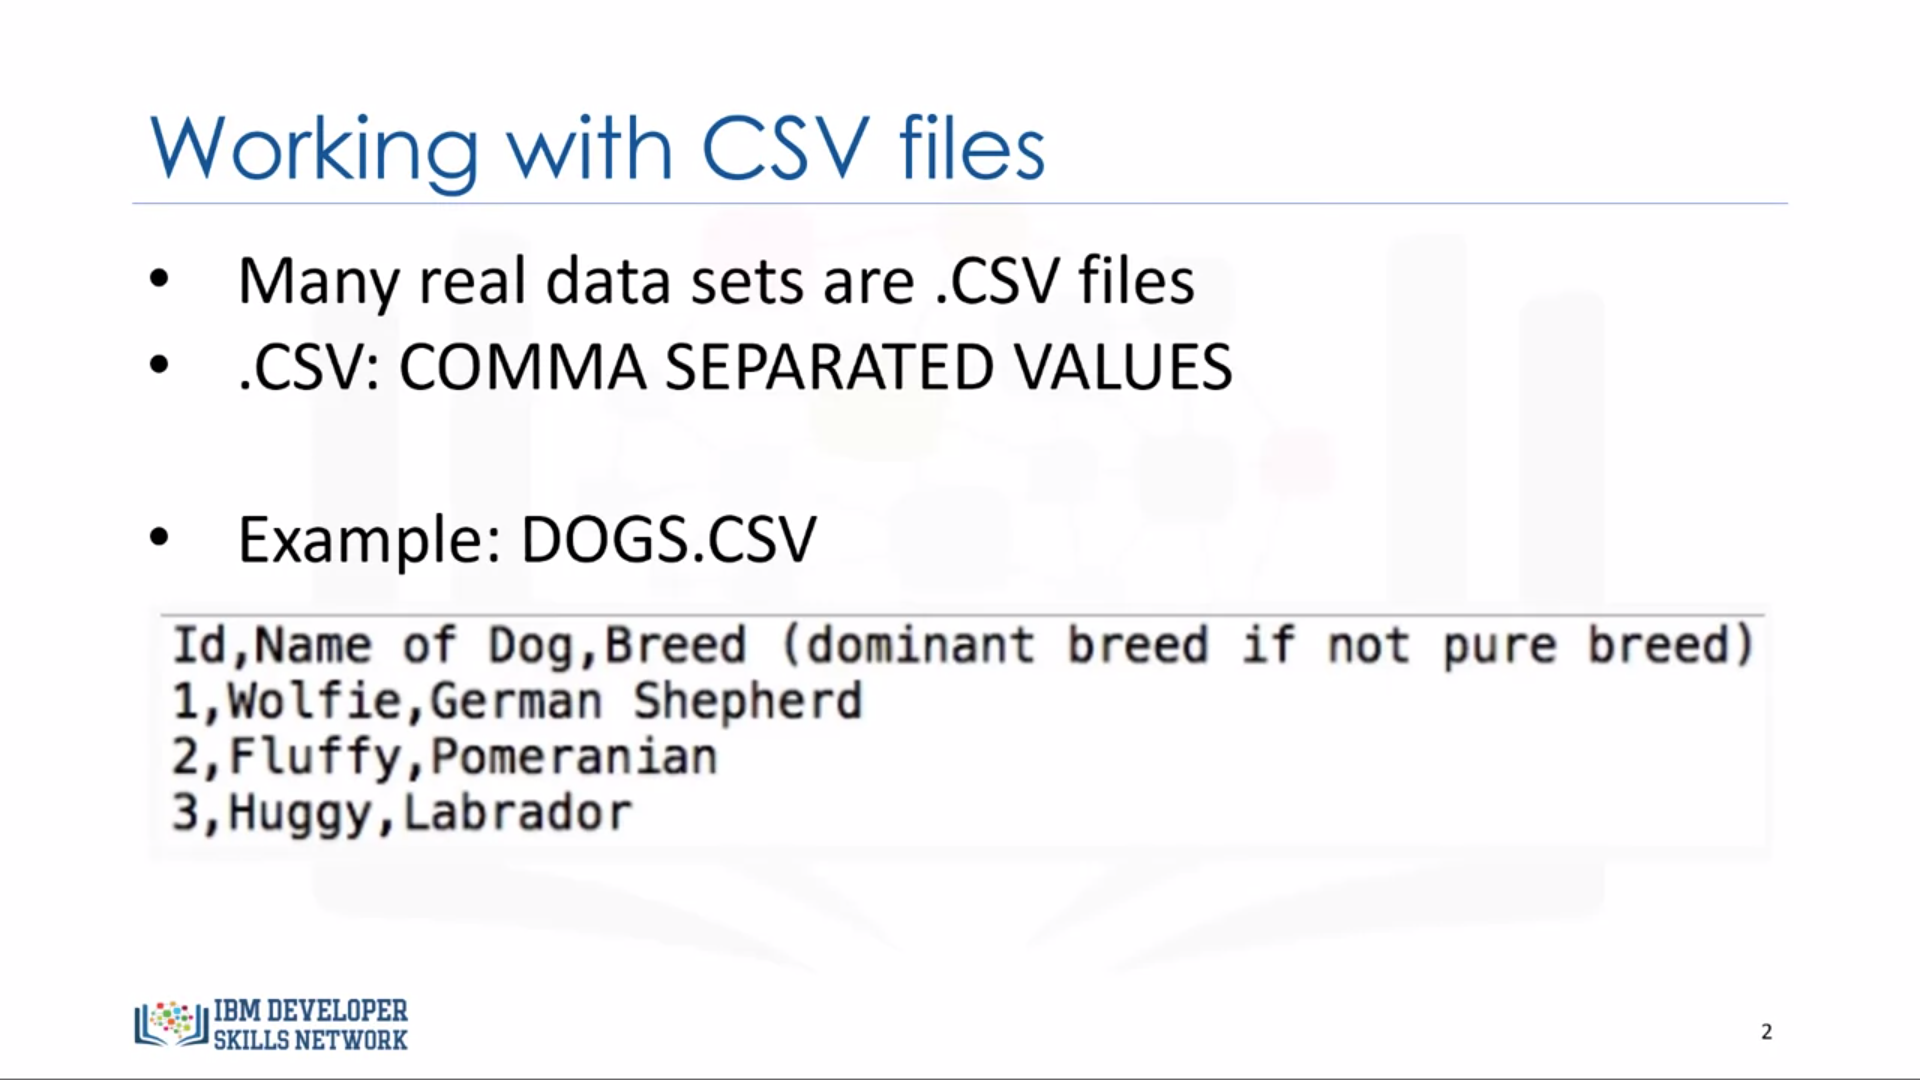 Working with CSV files
• Many real data sets are .CSV files
• .CSV: COMMA SEPARATED VALUES
• Example: DOGS.CSV
Id,Name of Dog,Breed (dominant breed if not pure breed)
1,Wolfie,German Shepherd
2,Fluffy,Pomeranian
3,Huggy,Labrador
IBM DEVELOPER
SKILLS NETWORK
2